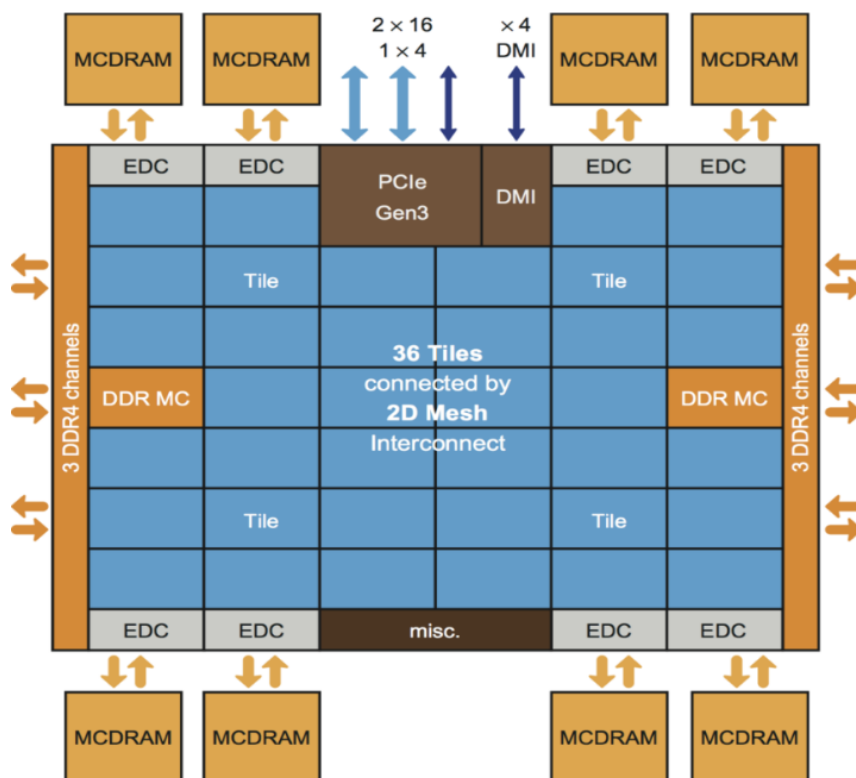 2 × 16
1 × 4
× 4
DMI
MCDRAM
MCDRAM
MCDRAM
MCDRAM
EDC
EDC
PCIe
Gen3
DMI
EDC
EDC
Tile
Tile
3 DDR4 channels
36 Tiles
connected by
2D Mesh
Interconnect
DDR MC
DDR MC
3 DDR4 channels
Tile
Tile
EDC
EDC
misc.
EDC
EDC
MCDRAM
MCDRAM
MCDRAM
MCDRAM